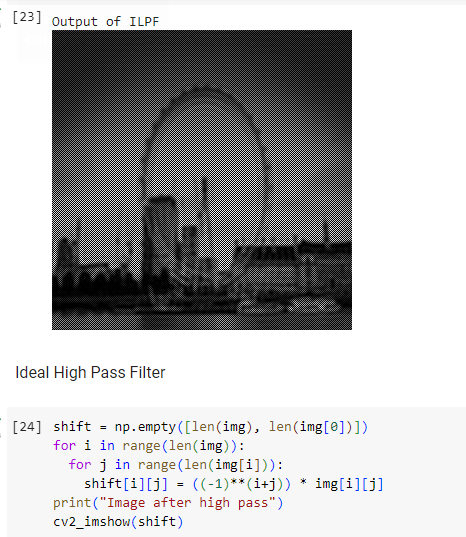 [23] Output of ILPF
Ideal High Pass Filter
[24] shift = np.empty([len(img), len(img[0])])
for i in range(len(img)):
  for j in range(len(img[i])):
    shift[i][j] = ((-1)**(i+j)) * img[i][j]
print("Image after high pass")
cv2_imshow(shift)